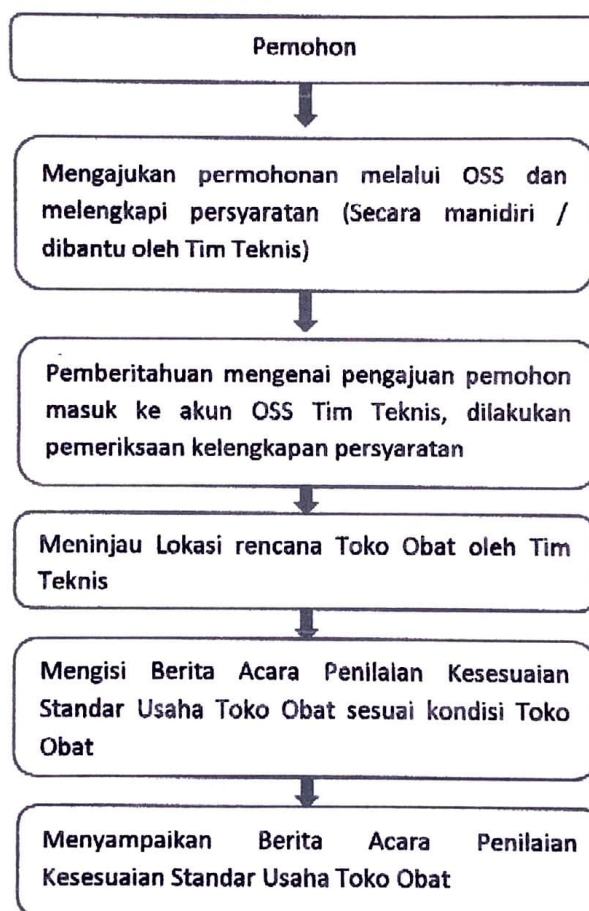 Pemohon
Mengajukan permohonan melalui OSS dan
melengkapi persyaratan (Secara manidiri /
dibantu oleh Tim Teknis)
Pemberitahuan mengenai pengajuan pemohon
masuk ke akun OSS Tim Teknis, dilakukan
pemeriksaan kelengkapan persyaratan
Meninjau Lokasi rencana Toko Obat oleh Tim
Teknis
Mengisi Berita Acara Penilaian Kesesuaian
Standar Usaha Toko Obat sesuai kondisi Toko
Obat
Menyampaikan Berita Acara Penilaian
Kesesuaian Standar Usaha Toko Obat